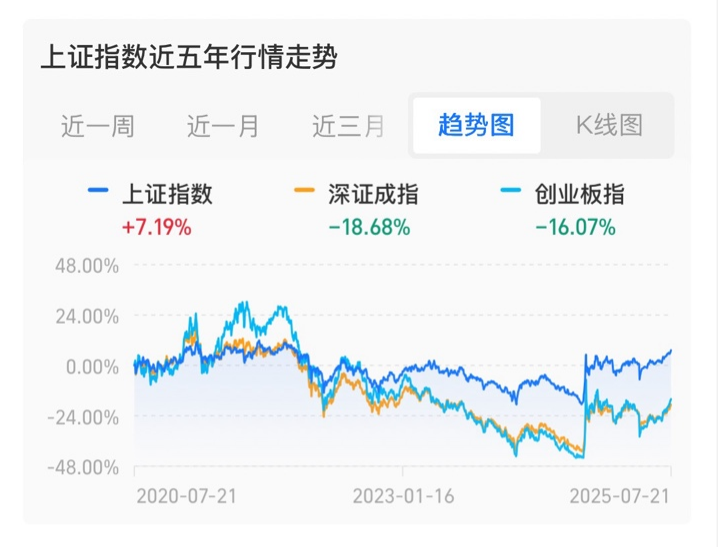 上证指数近五年行情走势
近一周 近一月 近三月 趋势图 K线图
上证指数 深证成指 创业板指
+7.19% -18.68% -16.07%
48.00%
24.00%
0.00%
-24.00%
-48.00%
2020-07-21 2023-01-16 2025-07-21